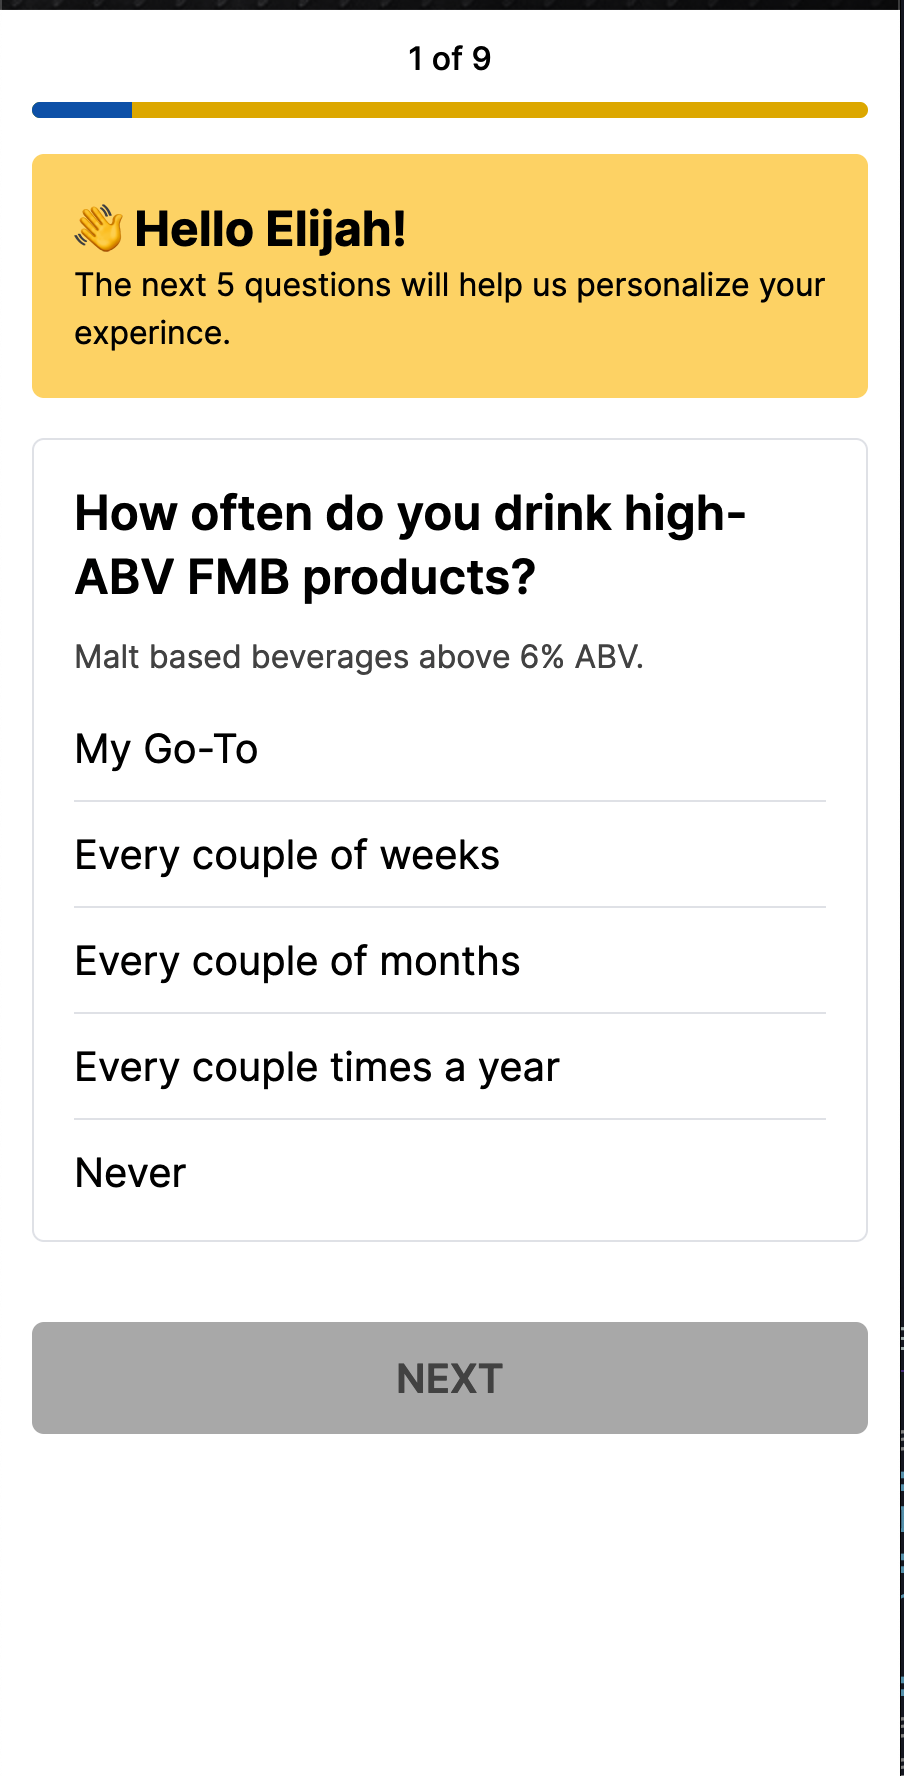 1 of 9
👋 Hello Elijah!
The next 5 questions will help us personalize your
experince.
How often do you drink high-
ABV FMB products?
Malt based beverages above 6% ABV.
My Go-To
Every couple of weeks
Every couple of months
Every couple times a year
Never
NEXT